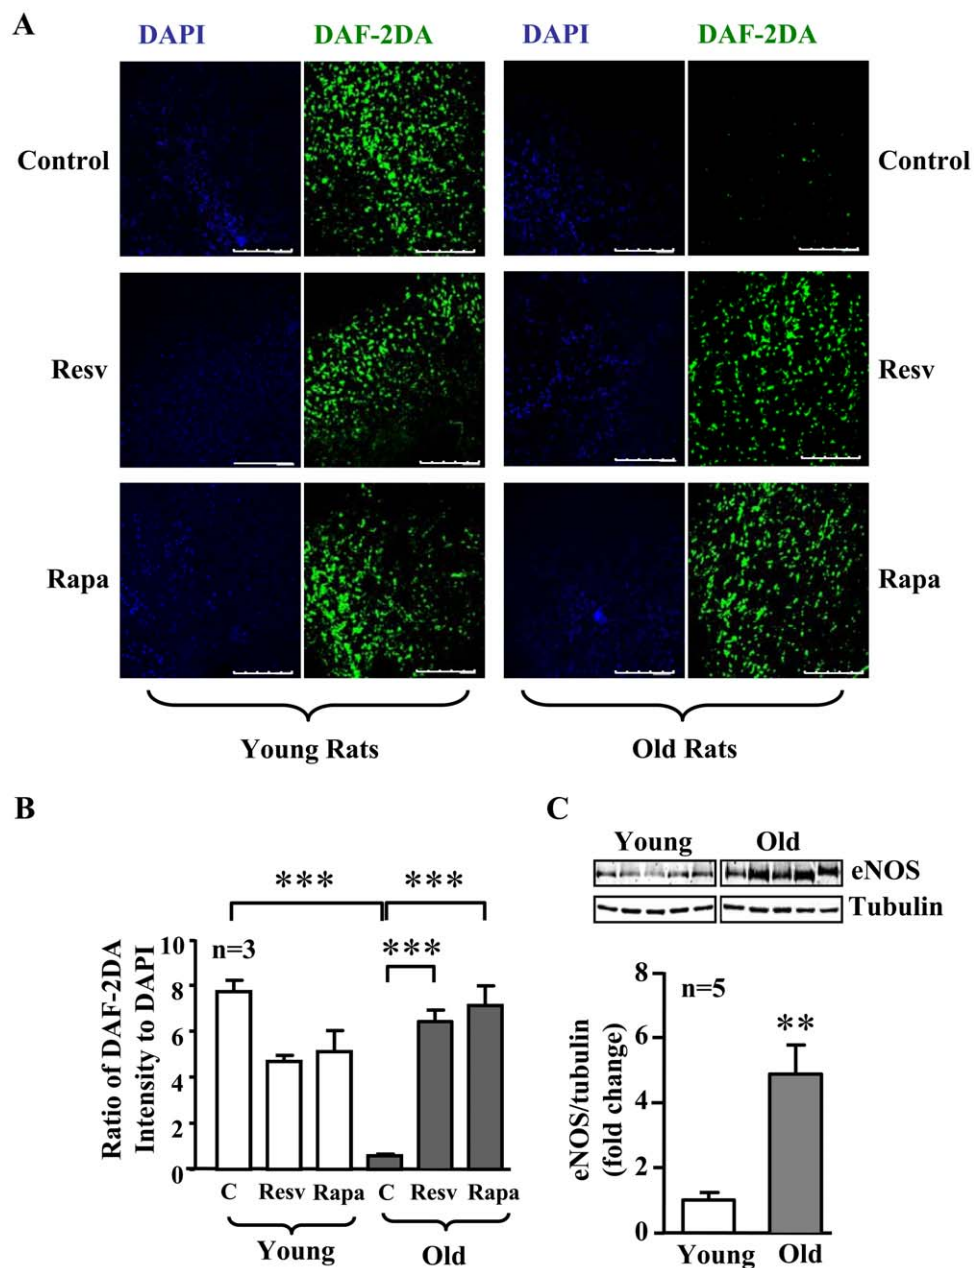 A
DAPI DAF-2DA DAPI DAF-2DA
Control Control
Resv Resv
Rapa Rapa
Young Rats Old Rats
B
*** ***
***
n=3
Ratio of DAF-2DA
Intensity to DAPI
10
8
6
4
2
0
C Resv Rapa C Resv Rapa
Young Old
C
Young Old
eNOS
Tubulin
n=5
**
eNOS/tubulin
(fold change)
8
6
4
2
0
Young Old